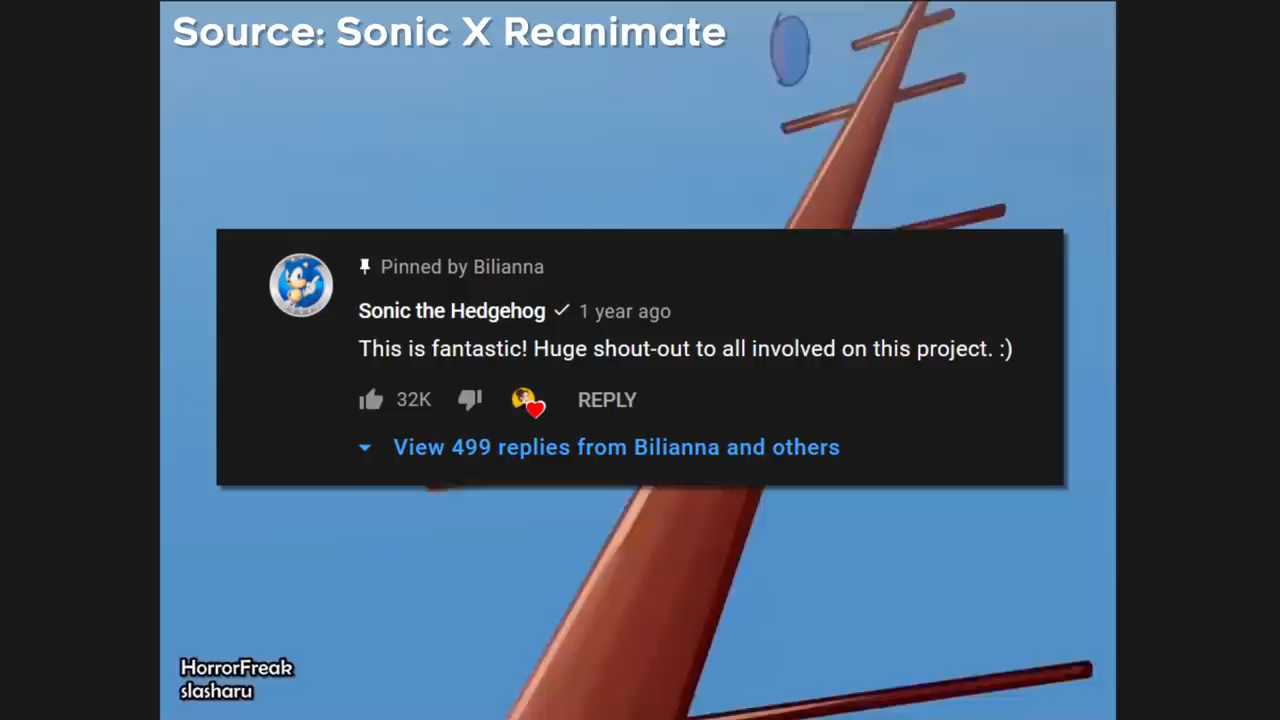 Source: Sonic X Reanimate
Pinned by Bilianna
Sonic the Hedgehog 1 year ago
This is fantastic! Huge shout-out to all involved on this project. :)
32K REPLY
View 499 replies from Bilianna and others
HorrorFreak
slasharu